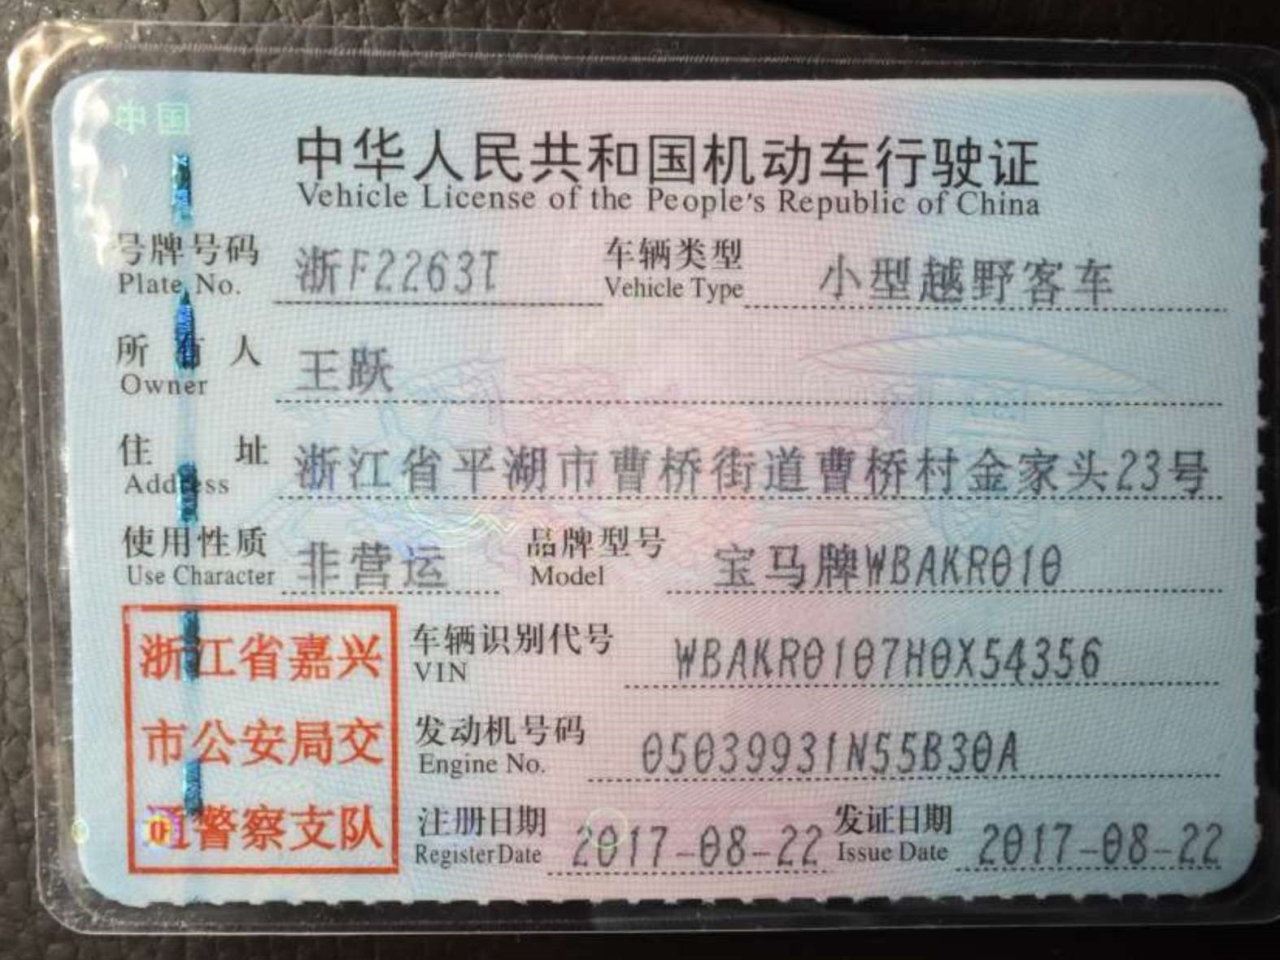 中国
中华人民共和国机动车行驶证
Vehicle License of the People's Republic of China
号牌号码 浙F2263T 车辆类型 小型越野客车
Plate No. Vehicle Type
所有人 王跃
Owner
住址 浙江省平湖市曹桥街道曹桥村金家头23号
Address
使用性质 非营运 品牌型号 宝马牌WBAKR010
Use Character Model
浙江省嘉兴
市公安局交
通警察支队
车辆识别代号 WBAKR0107H0X54356
VIN
发动机号码 05039931N55B30A
Engine No.
注册日期 2017-08-22 发证日期 2017-08-22
Register Date Issue Date